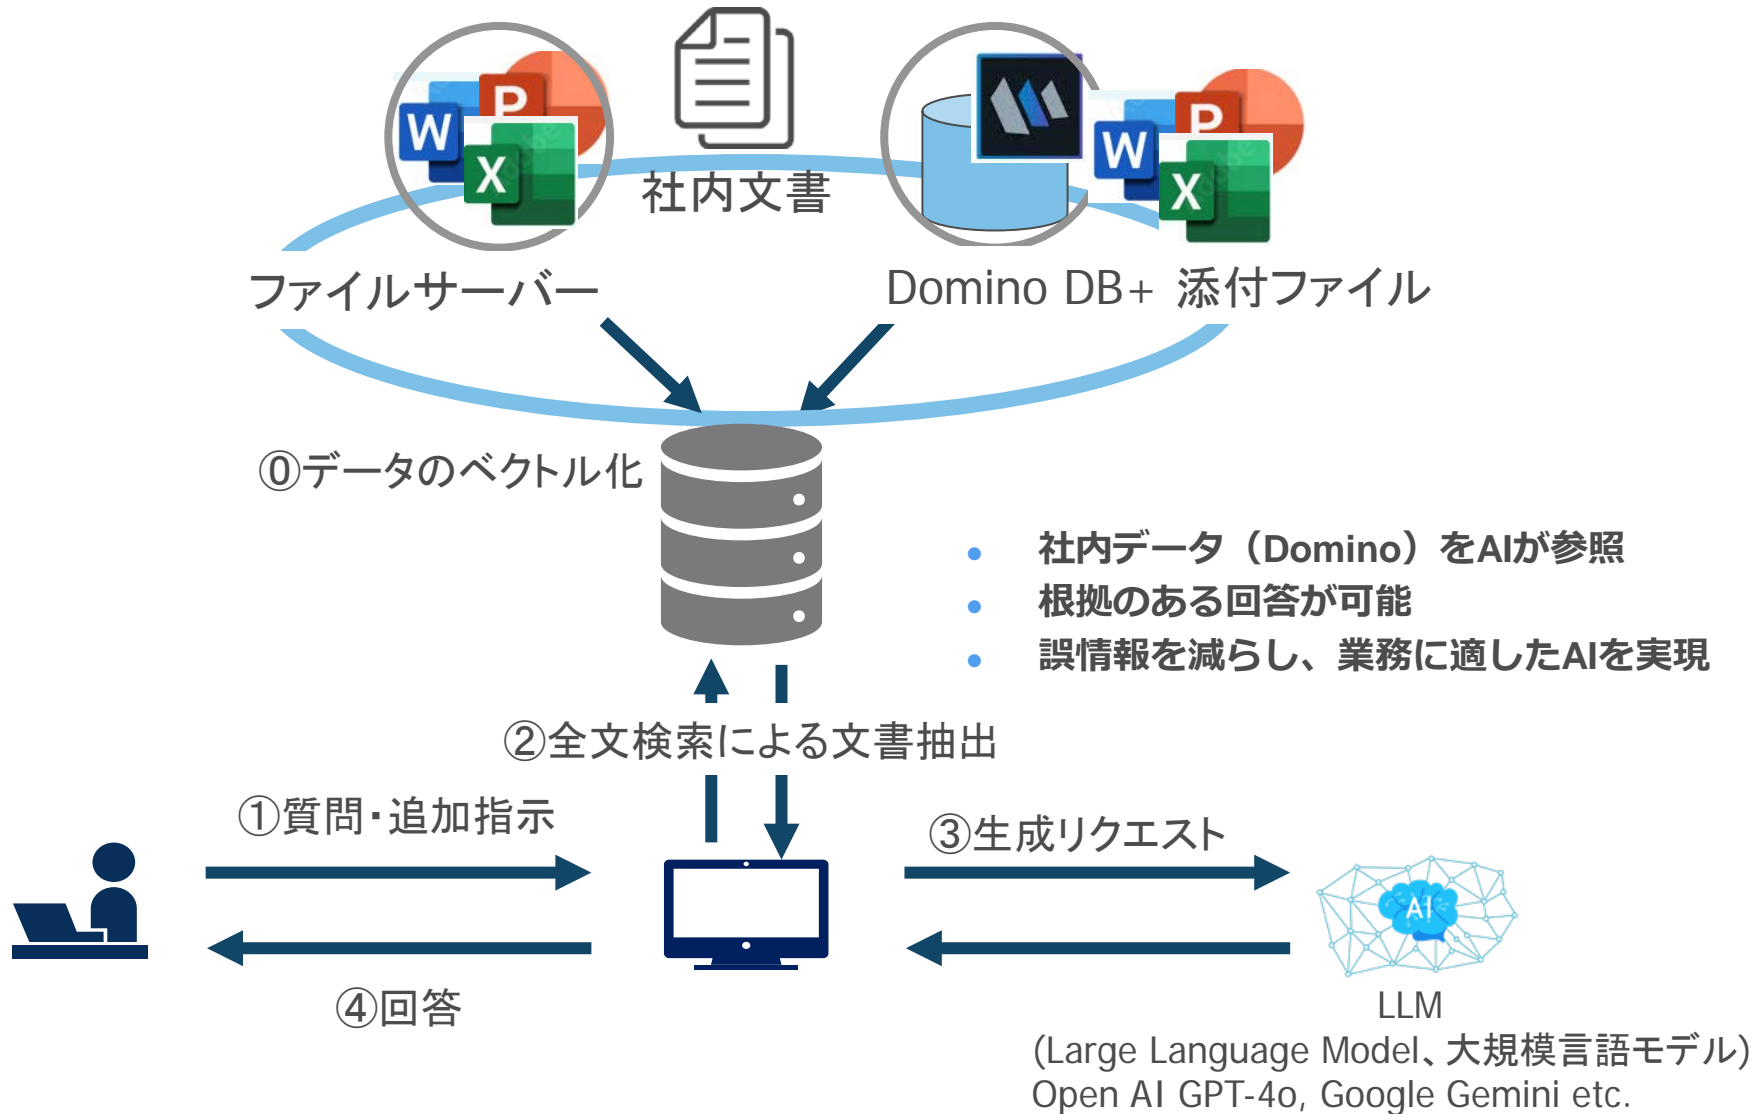 W
P
X
社内文書
W
P
X
ファイルサーバー
Domino DB+ 添付ファイル
⓪データのベクトル化
● 社内データ（Domino）をAIが参照
● 根拠のある回答が可能
● 誤情報を減らし、業務に適したAIを実現
②全文検索による文書抽出
①質問・追加指示
③生成リクエスト
AI
④回答
LLM
(Large Language Model、大規模言語モデル)
Open AI GPT-4o, Google Gemini etc.